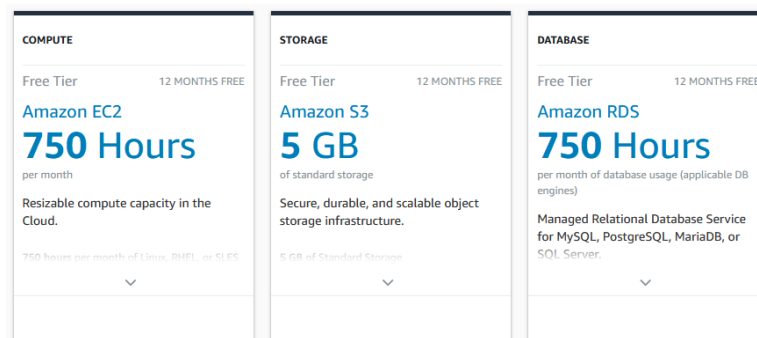 COMPUTE
Free Tier 12 MONTHS FREE
Amazon EC2
750 Hours
per month
Resizable compute capacity in the
Cloud.
750 hours per month of Linux, RHEL, or SLES
STORAGE
Free Tier 12 MONTHS FREE
Amazon S3
5 GB
of standard storage
Secure, durable, and scalable object
storage infrastructure.
5 GB of Standard Storage
DATABASE
Free Tier 12 MONTHS FREE
Amazon RDS
750 Hours
per month of database usage (applicable DB
engines)
Managed Relational Database Service
for MySQL, PostgreSQL, MariaDB, or
SQL Server.